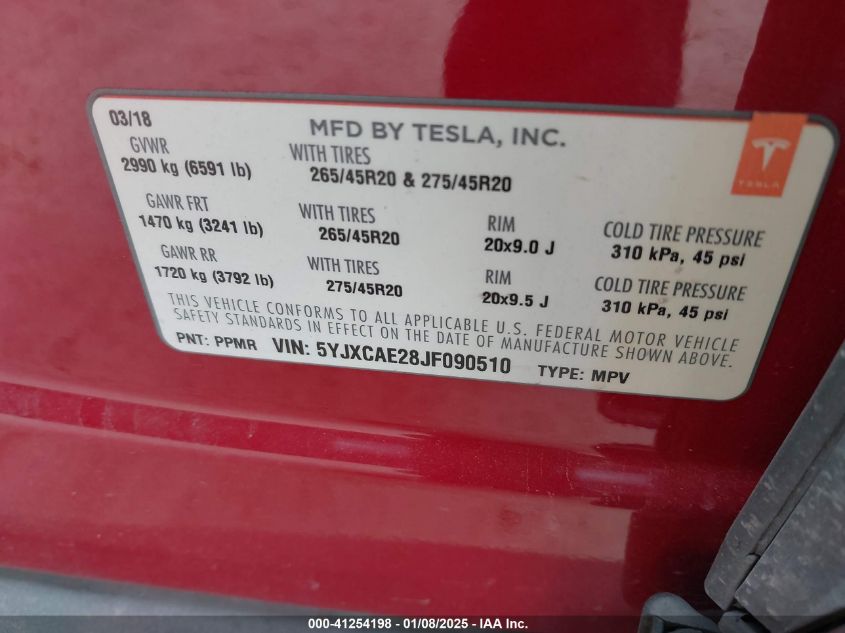 03/18
MFD BY TESLA, INC.
GVWR
2990 kg (6591 lb)
WITH TIRES
265/45R20 & 275/45R20
TESLA
GAWR FRT
1470 kg (3241 lb)
WITH TIRES
265/45R20
RIM
20x9.0 J
COLD TIRE PRESSURE
310 kPa, 45 psi
GAWR RR
1720 kg (3792 lb)
WITH TIRES
275/45R20
RIM
20x9.5 J
COLD TIRE PRESSURE
310 kPa, 45 psi
THIS VEHICLE CONFORMS TO ALL APPLICABLE U.S. FEDERAL MOTOR VEHICLE
SAFETY STANDARDS IN EFFECT ON THE DATE OF MANUFACTURE SHOWN ABOVE.
PNT: PPMR VIN: 5YJXCAE28JF090510 TYPE: MPV
000-41254198 - 01/08/2025 - IAA Inc.